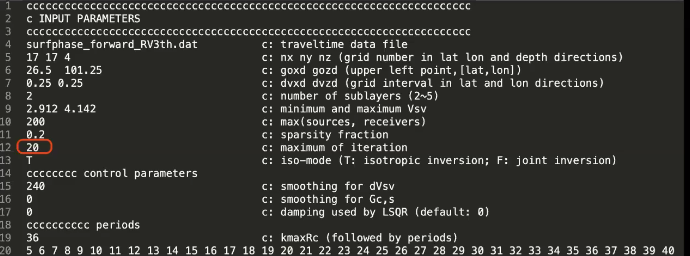 1 cccccccccccccccccccccccccccccccccccccccccccccccccccccccccccccccccccccc
2 c INPUT PARAMETERS
3 cccccccccccccccccccccccccccccccccccccccccccccccccccccccccccccccccccccc
4 surfphase_forward_RV3th.dat c: traveltime data file
5 17 17 4 c: nx ny nz (grid number in lat lon and depth directions)
6 26.5 101.25 c: goxd gozd (upper left point,[lat,lon])
7 0.25 0.25 c: dvxd dvzd (grid interval in lat and lon directions)
8 2 c: number of sublayers (2~5)
9 2.912 4.142 c: minimum and maximum Vsv
10 200 c: max(sources, receivers)
11 0.2 c: sparsity fraction
12 20 c: maximum of iteration
13 T c: iso-mode (T: isotropic inversion; F: joint inversion)
14 cccccccc control parameters
15 240 c: smoothing for dVsv
16 0 c: smoothing for Gc,s
17 0 c: damping used by LSQR (default: 0)
18 cccccccccc periods
19 36 c: kmaxRc (followed by periods)
20 5 6 7 8 9 10 11 12 13 14 15 16 17 18 19 20 21 22 23 24 25 26 27 28 29 30 31 32 33 34 35 36 37 38 39 40